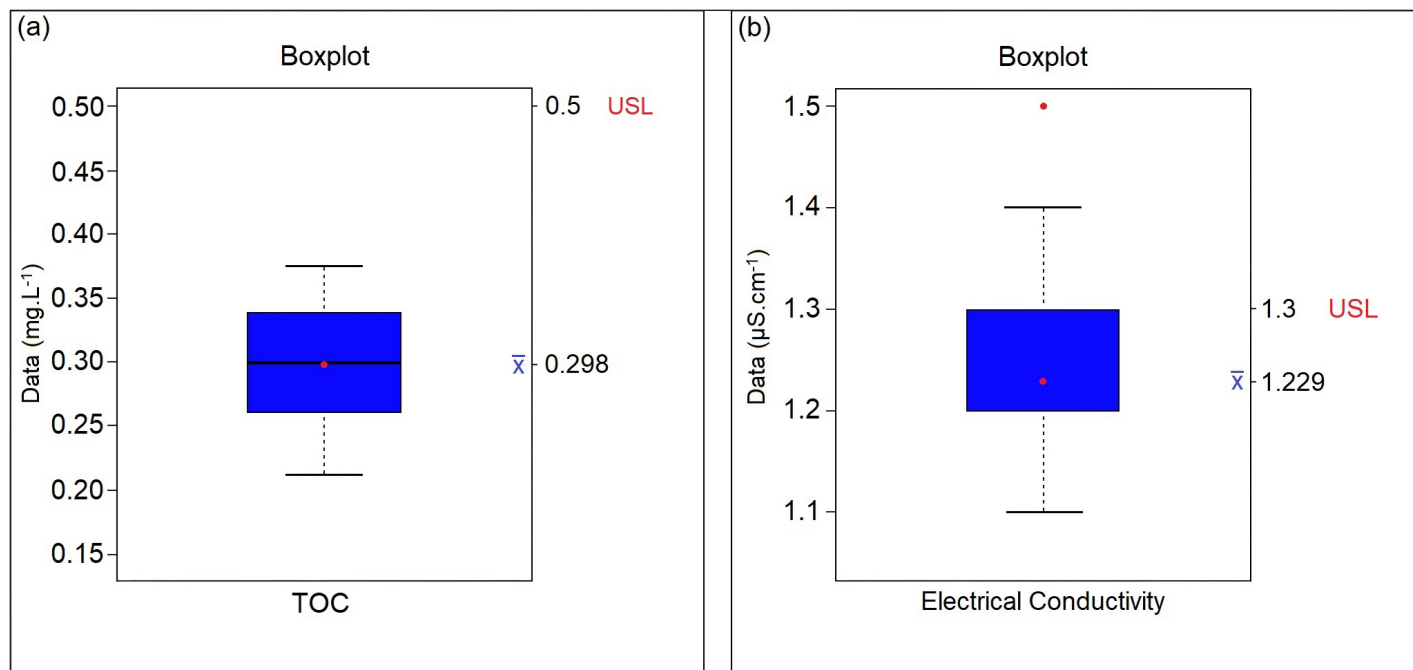 (a)
Boxplot
0.50
0.45
0.40
0.35
0.30
0.25
0.20
0.15
Data (mg.L⁻¹)
0.5 USL
x̅ 0.298
TOC
(b)
Boxplot
1.5
1.4
1.3
1.2
1.1
Data (µS.cm⁻¹)
1.3 USL
x̅ 1.229
Electrical Conductivity